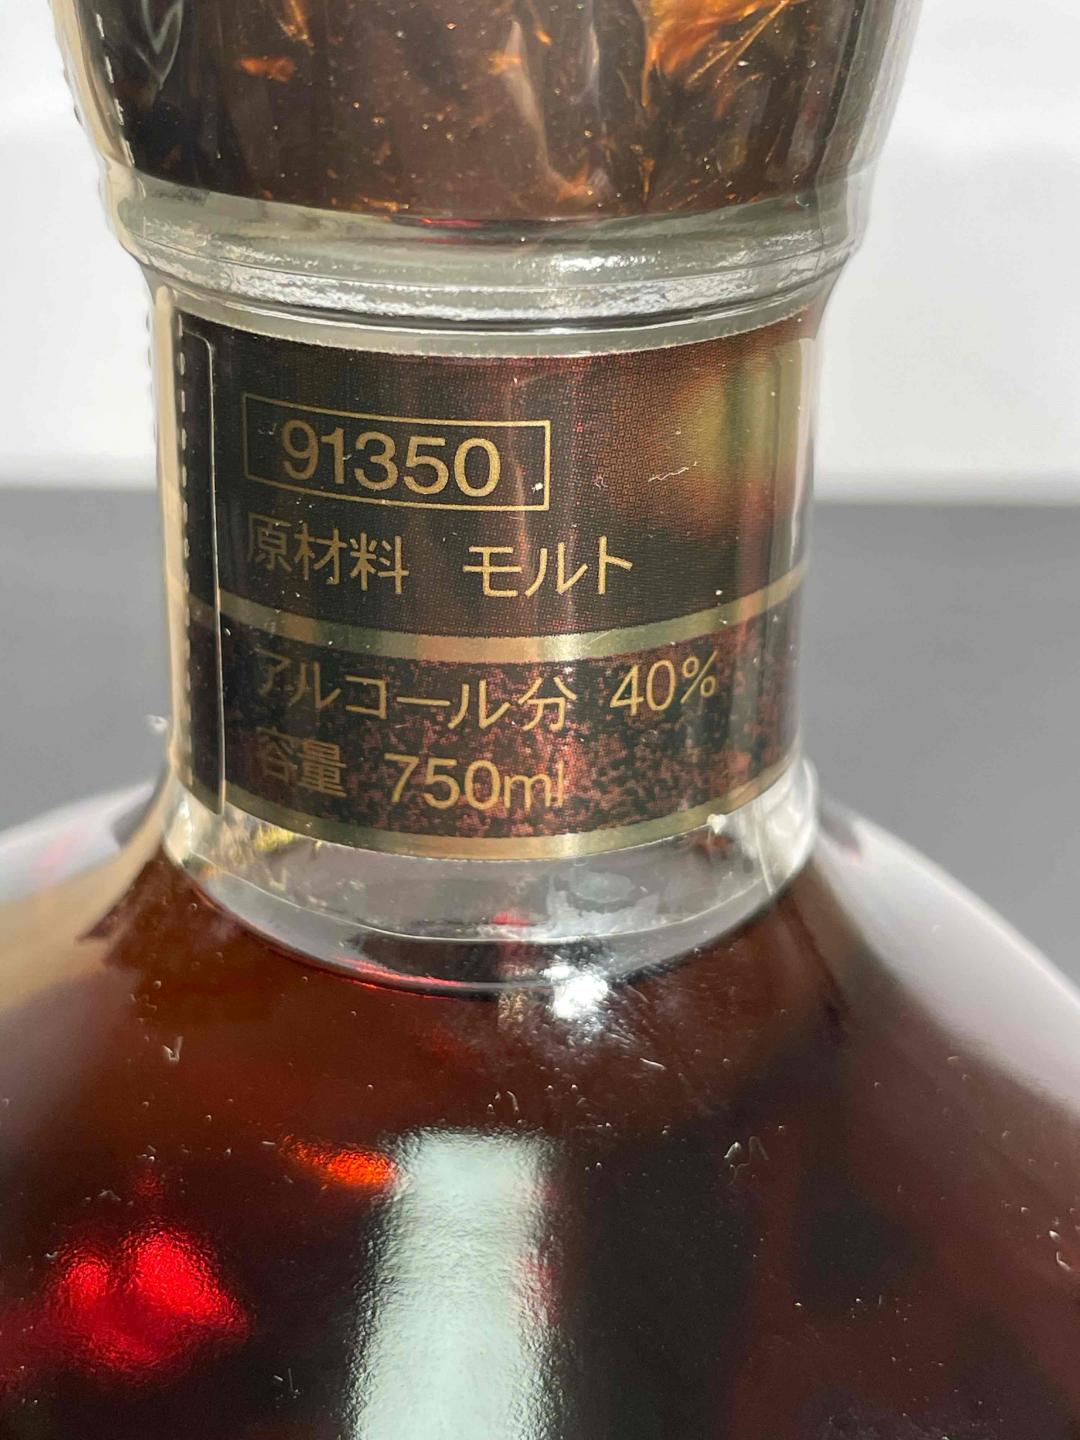 91350
原材料 モルト
アルコール分 40%
容量 750ml